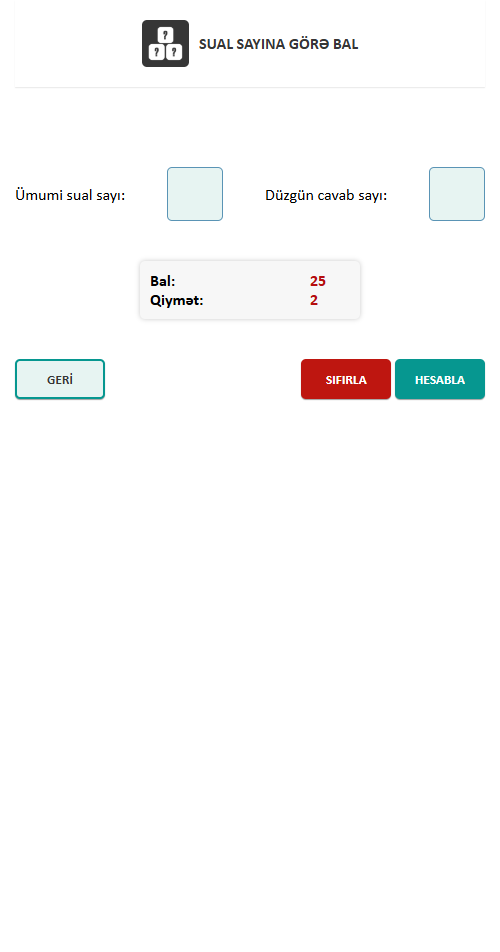 SUAL SAYINA GÖRƏ BAL
Ümumi sual sayı:
Düzgün cavab sayı:
Bal: 25
Qiymət: 2
GERİ
SIFIRLA
HESABLA